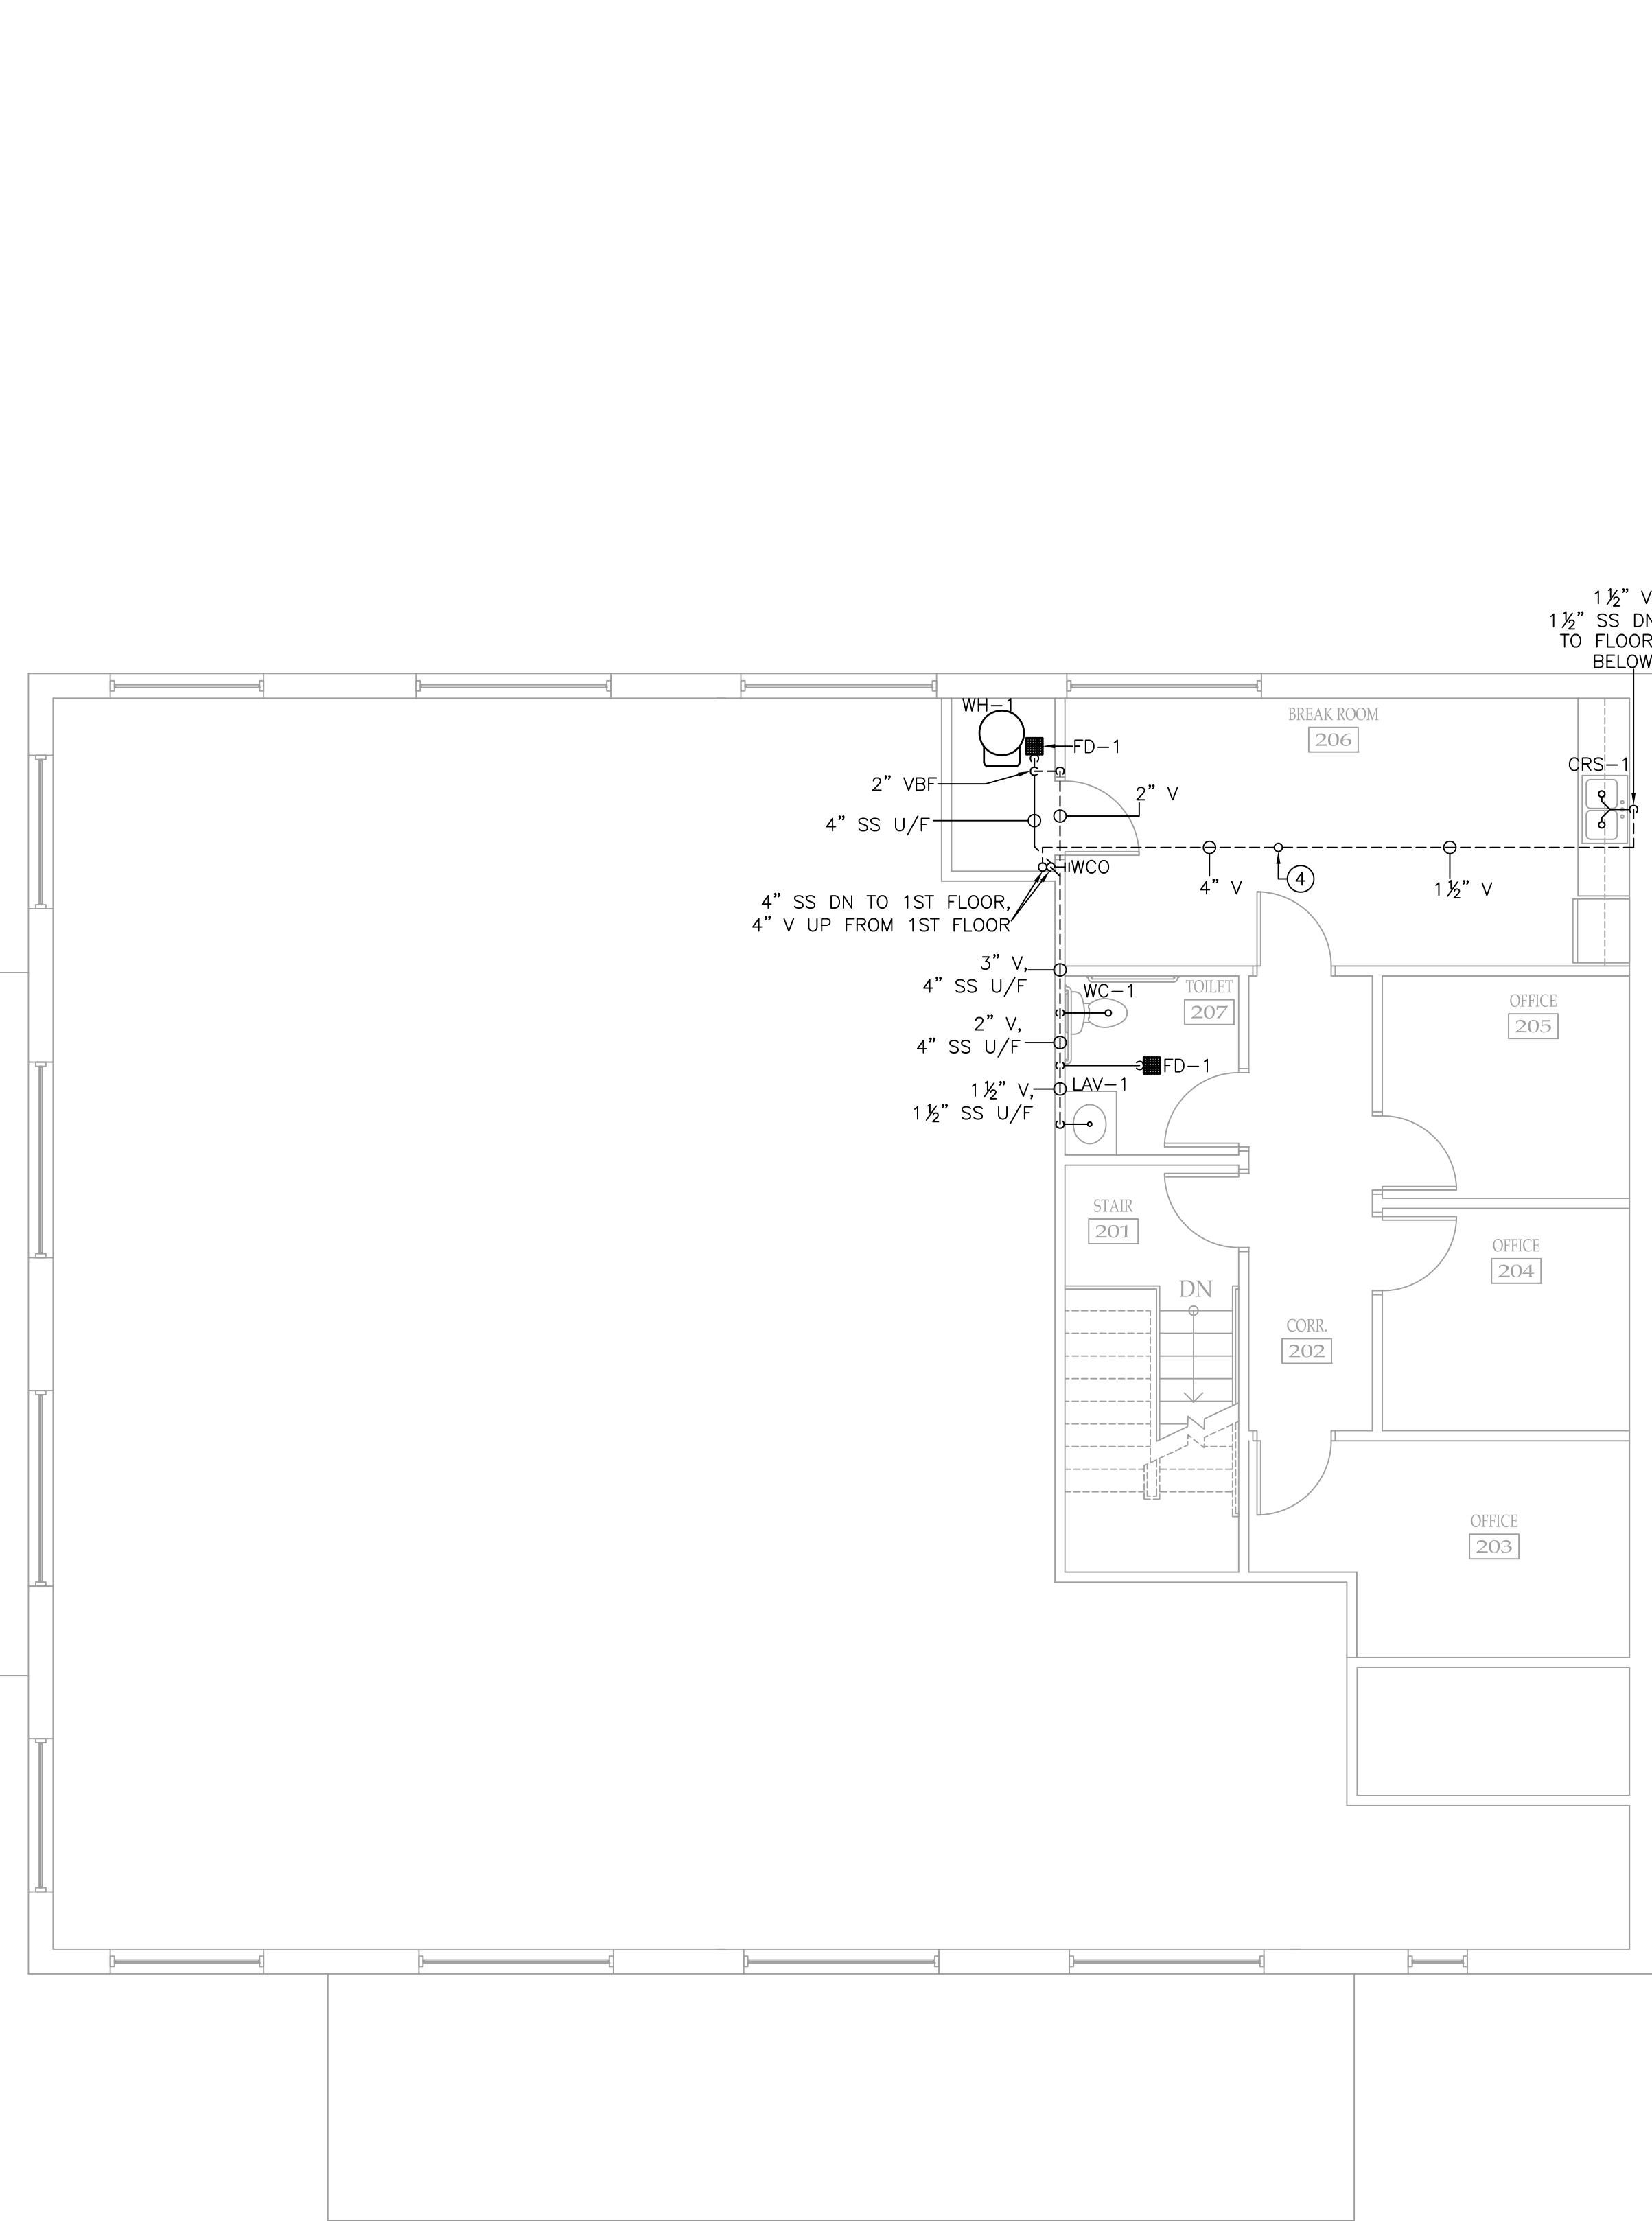 1½” V
1½” SS DN
TO FLOOR
BELOW
WH-1
BREAK ROOM
206
FD-1
CRS-1
2” VBF
2” V
4” SS U/F
WCO
4” V
4
1½” V
4” SS DN TO 1ST FLOOR,
4” V UP FROM 1ST FLOOR
3” V,
4” SS U/F
WC-1
TOILET
207
OFFICE
205
2” V,
4” SS U/F
FD-1
1½” V,
1½” SS U/F
LAV-1
STAIR
201
OFFICE
204
DN
CORR.
202
OFFICE
203